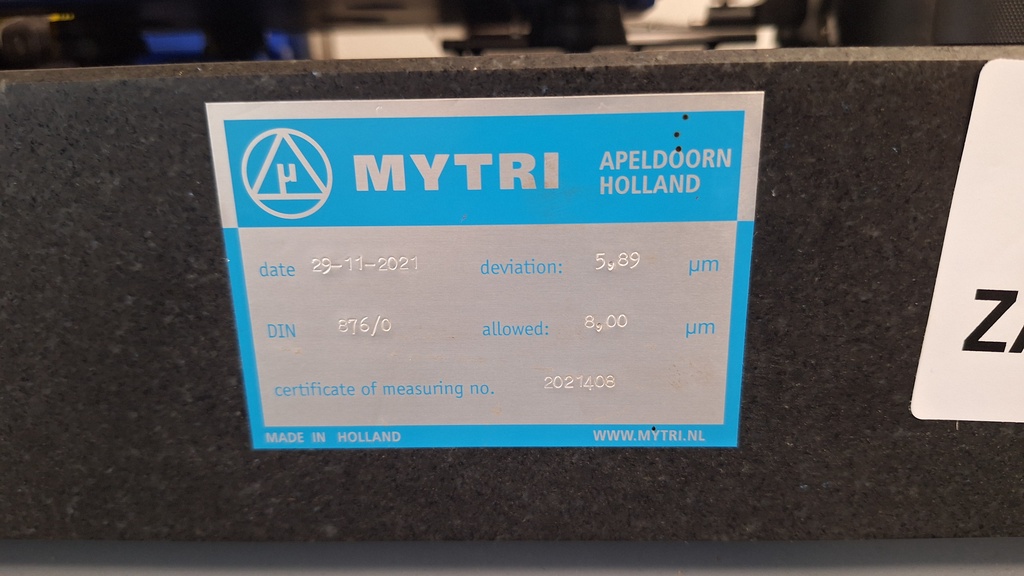 µ
MYTRI
APELDOORN
HOLLAND
date 29-11-2021 deviation: 5,89 µm
DIN 876/0 allowed: 8,00 µm
certificate of measuring no. 2021408
MADE IN HOLLAND WWW.MYTRI.NL